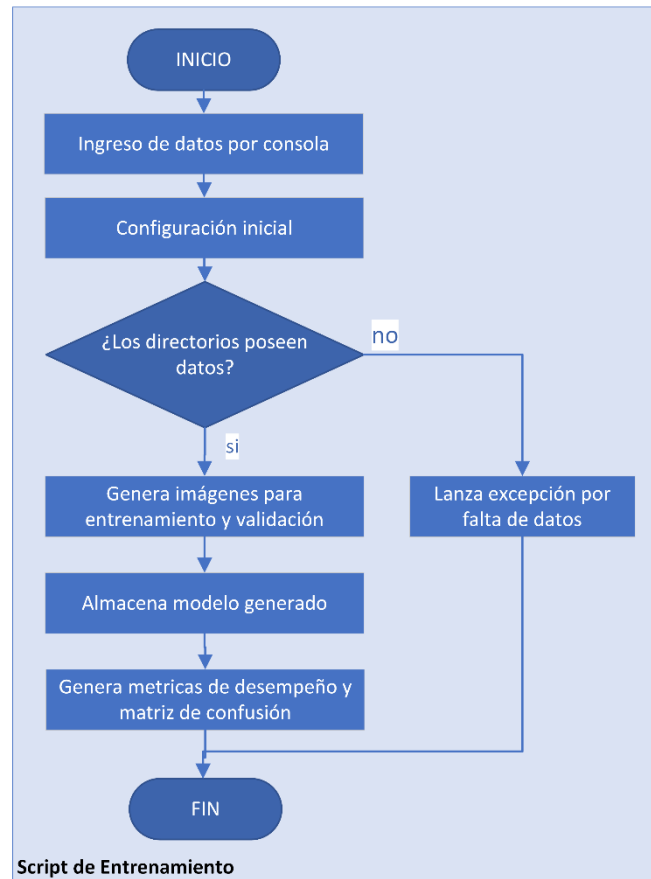 INICIO
Ingreso de datos por consola
Configuración inicial
¿Los directorios poseen
datos?
no
si
Genera imágenes para
entrenamiento y validación
Lanza excepción por
falta de datos
Almacena modelo generado
Genera metricas de desempeño y
matriz de confusión
FIN
Script de Entrenamiento